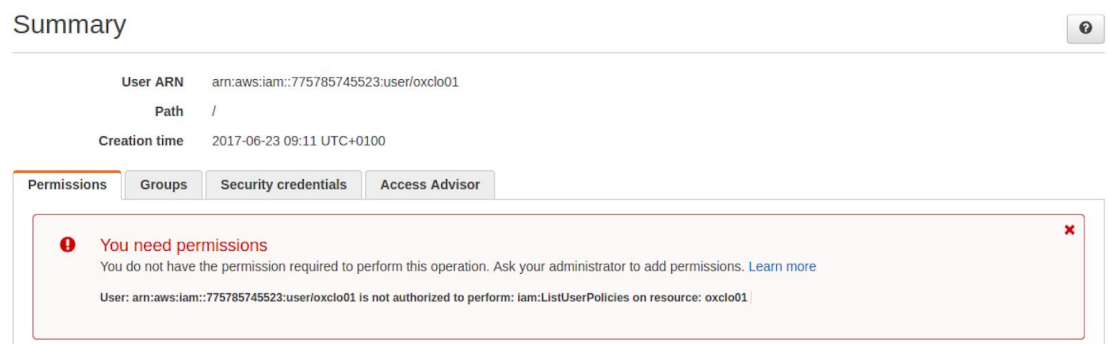 Summary
User ARN arn:aws:iam::775785745523:user/oxclo01
Path /
Creation time 2017-06-23 09:11 UTC+0100
Permissions Groups Security credentials Access Advisor
You need permissions
You do not have the permission required to perform this operation. Ask your administrator to add permissions. Learn more
User: arn:aws:iam::775785745523:user/oxclo01 is not authorized to perform: iam:ListUserPolicies on resource: oxclo01